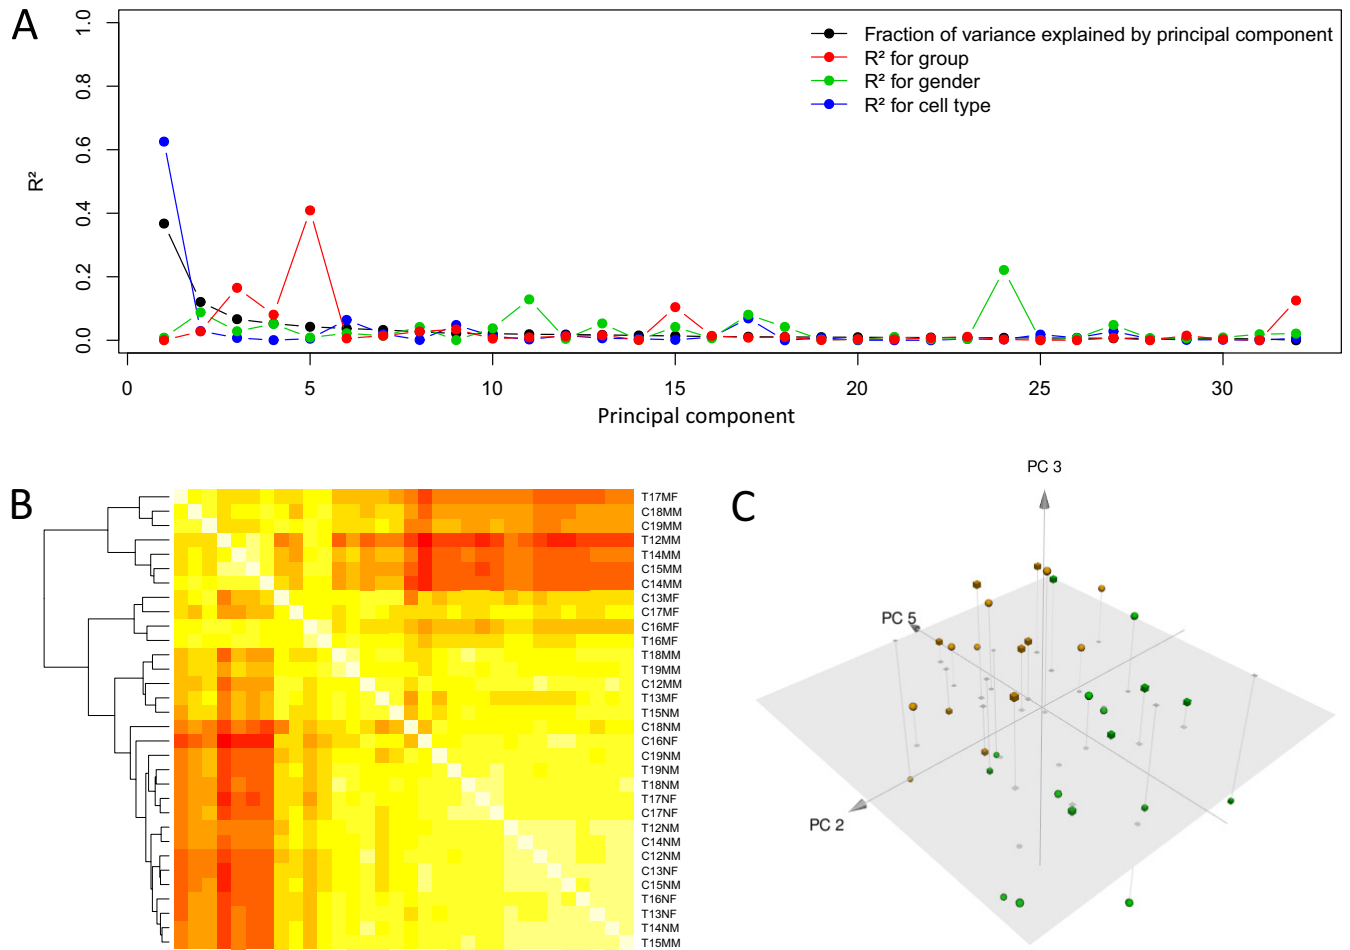 A
Fraction of variance explained by principal component
R² for group
R² for gender
R² for cell type
R²
0.0 0.2 0.4 0.6 0.8 1.0
0 5 10 15 20 25 30
Principal component
B
T17MF
C18MM
C19MM
T12MM
T14MM
C15MM
C14MM
C13MF
C17MF
C16MF
T16MF
T18MM
T19MM
C12MM
T13MF
T15NM
C18NM
C16NF
C19NM
T19NM
T18NM
T17NF
C17NF
T12NM
C14NM
C12NM
C13NF
C15NM
T16NF
T13NF
T14NM
T15MM
C
PC 3
PC 5
PC 2